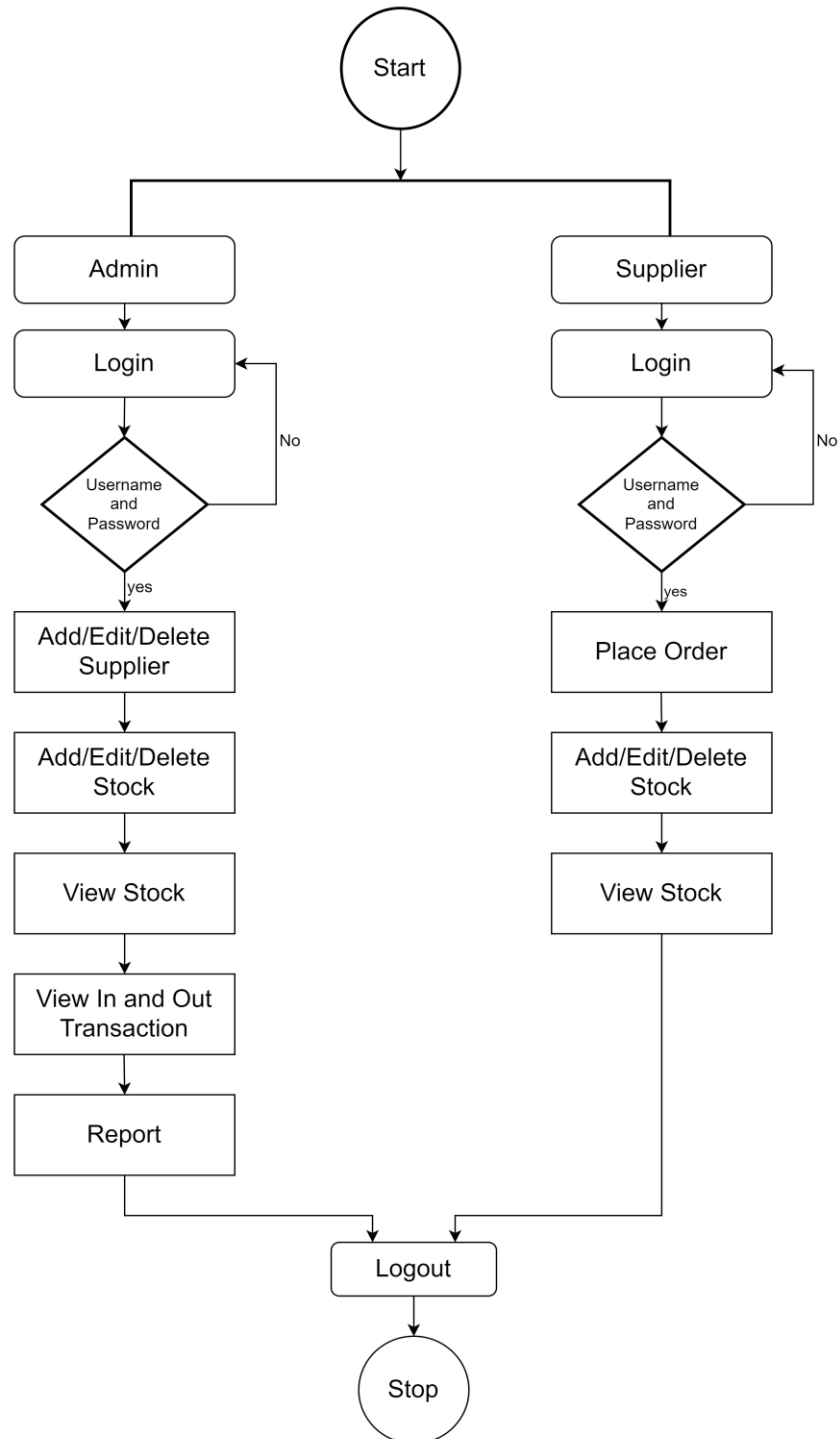 Start
Admin
Supplier
Login
Login
No
No
Username
and
Password
Username
and
Password
yes
yes
Add/Edit/Delete
Supplier
Place Order
Add/Edit/Delete
Stock
Add/Edit/Delete
Stock
View Stock
View Stock
View In and Out
Transaction
Report
Logout
Stop